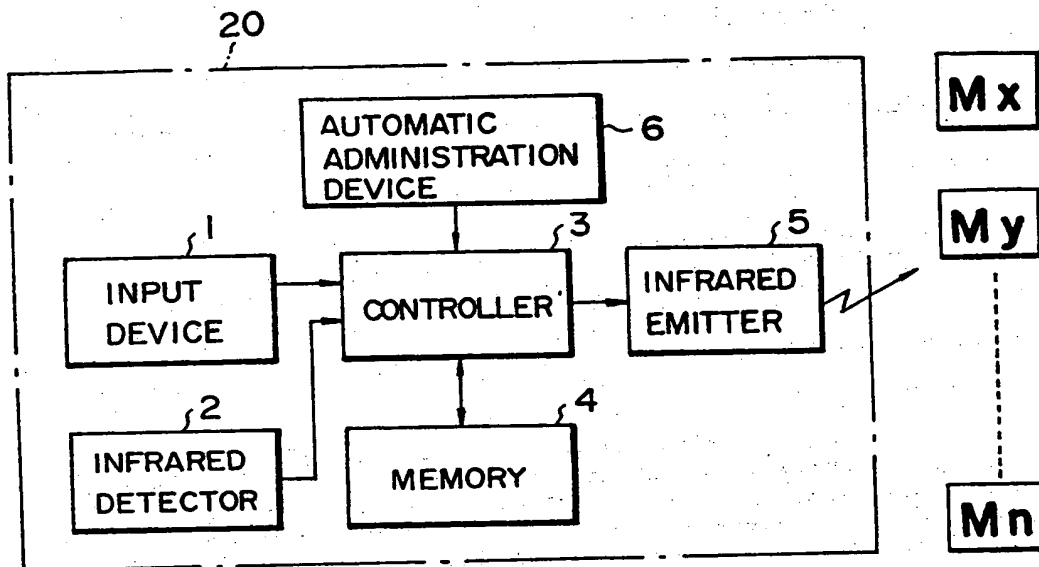 20
AUTOMATIC
ADMINISTRATION
DEVICE
6
1
INPUT
DEVICE
3
CONTROLLER
5
INFRARED
EMITTER
2
INFRARED
DETECTOR
4
MEMORY
Mx
My
Mn